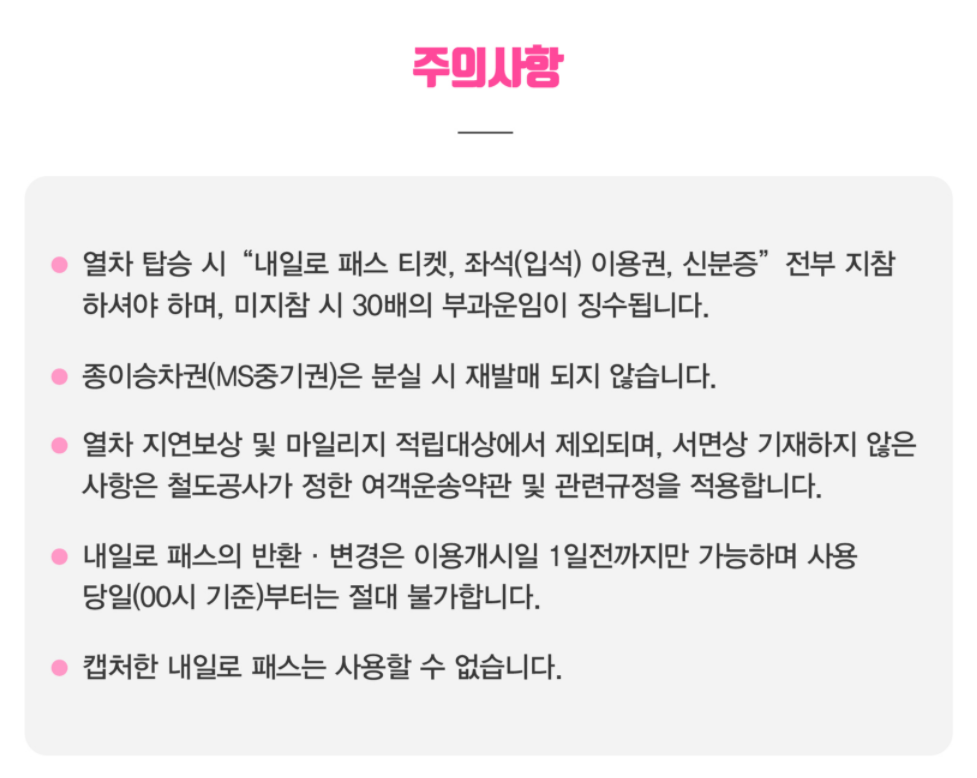 주의사항
열차 탑승 시 “내일로 패스 티켓, 좌석(입석) 이용권, 신분증” 전부 지참
하셔야 하며, 미지참 시 30배의 부과운임이 징수됩니다.
종이승차권(MS중기권)은 분실 시 재발매 되지 않습니다.
열차 지연보상 및 마일리지 적립대상에서 제외되며, 서면상 기재하지 않은
사항은 철도공사가 정한 여객운송약관 및 관련규정을 적용합니다.
내일로 패스의 반환 · 변경은 이용개시일 1일전까지만 가능하며 사용
당일(00시 기준)부터는 절대 불가합니다.
캡처한 내일로 패스는 사용할 수 없습니다.